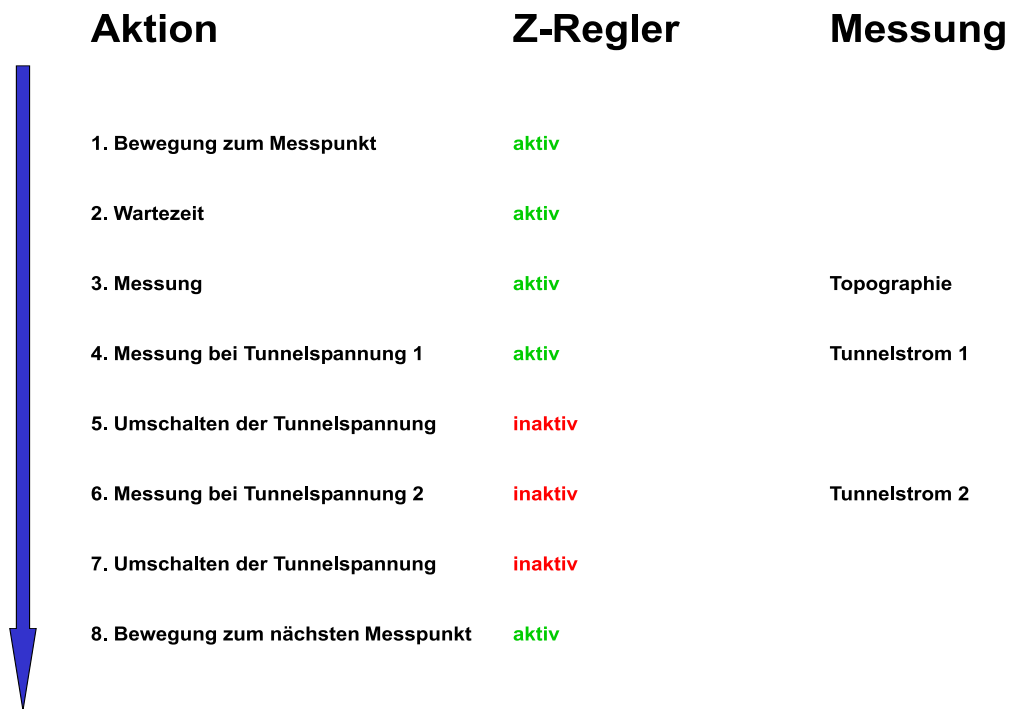 Aktion Z-Regler Messung
1. Bewegung zum Messpunkt aktiv
2. Wartezeit aktiv
3. Messung aktiv Topographie
4. Messung bei Tunnelspannung 1 aktiv Tunnelstrom 1
5. Umschalten der Tunnelspannung inaktiv
6. Messung bei Tunnelspannung 2 inaktiv Tunnelstrom 2
7. Umschalten der Tunnelspannung inaktiv
8. Bewegung zum nächsten Messpunkt aktiv